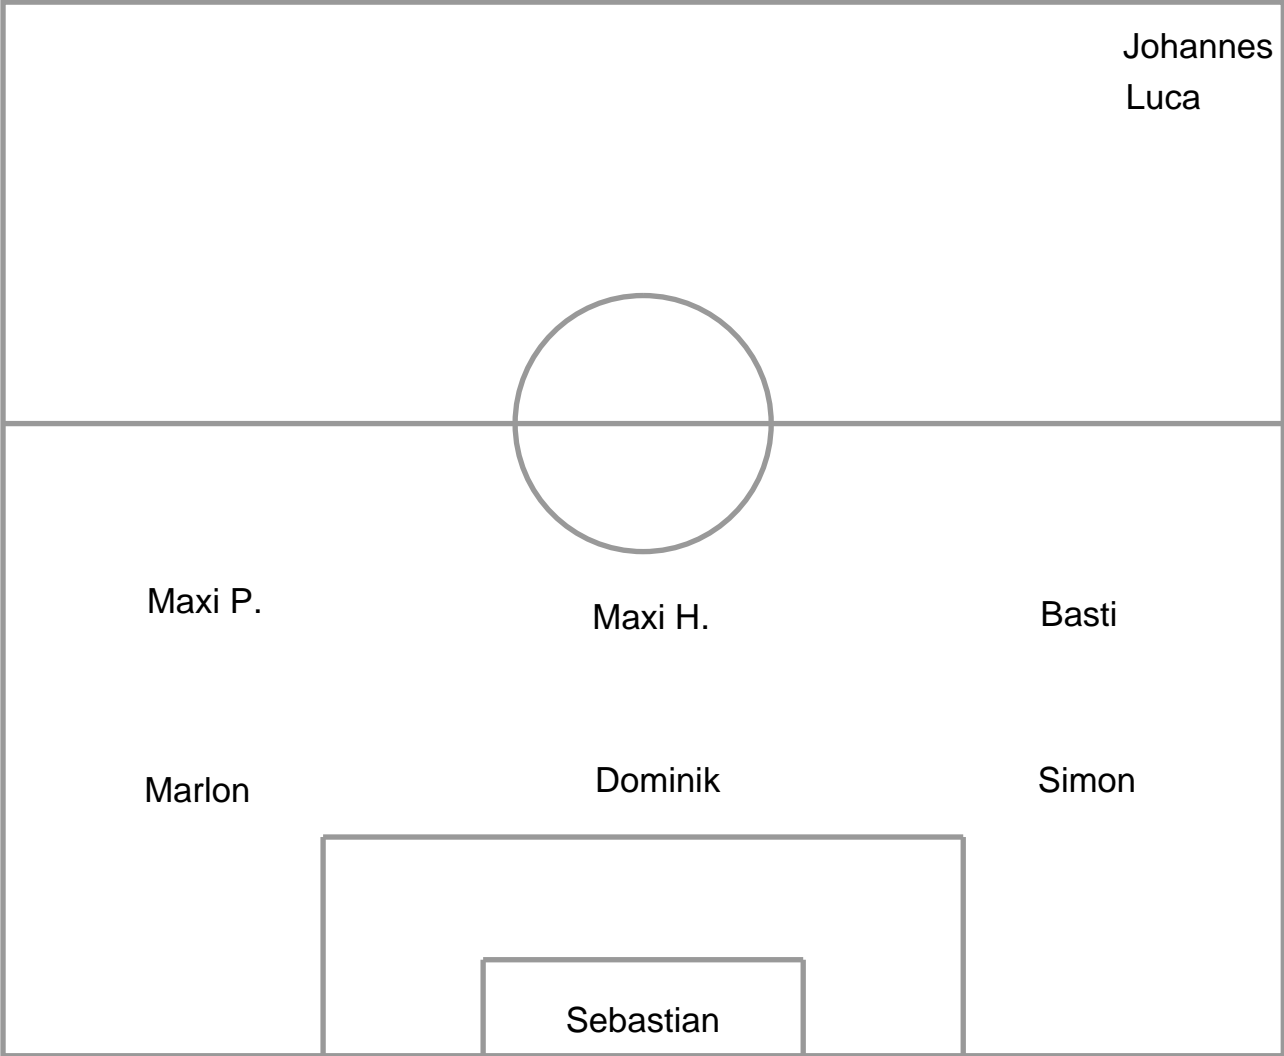 Johannes
Luca
Maxi P.
Maxi H.
Basti
Marlon
Dominik
Simon
Sebastian